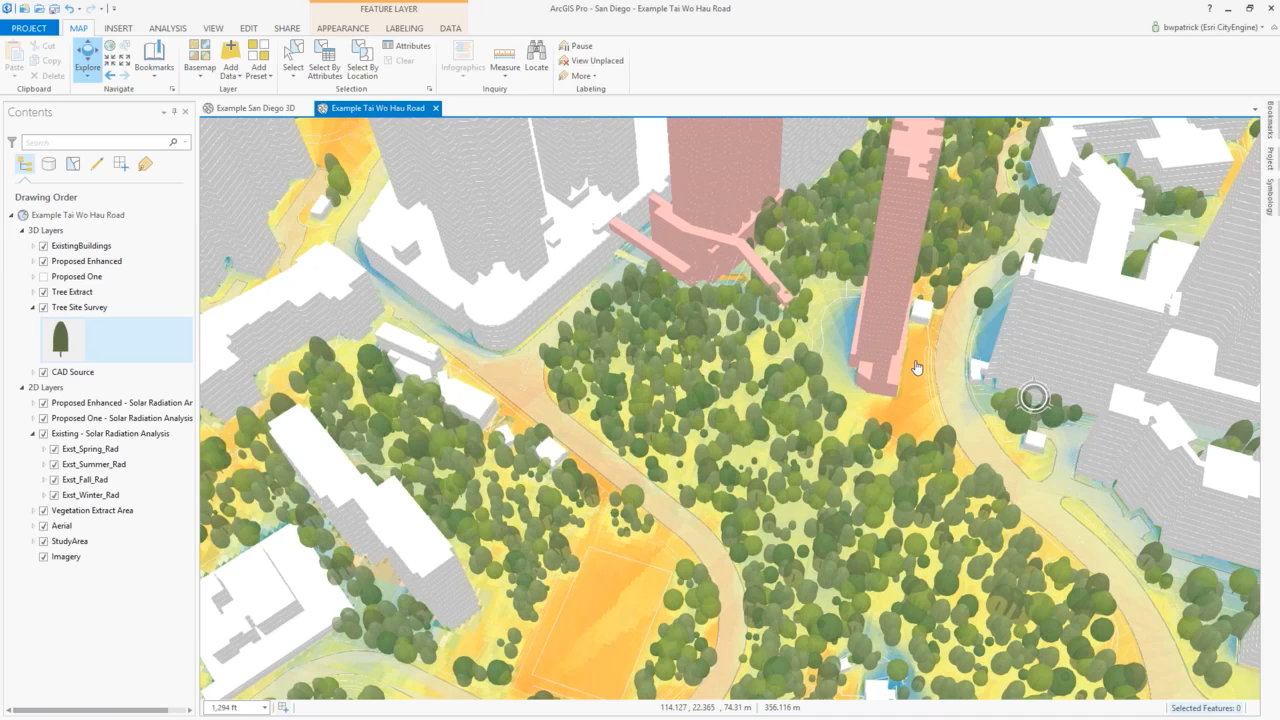 FEATURE LAYER
ArcGIS Pro - San Diego - Example Tai Wo Hau Road
?
PROJECT MAP INSERT ANALYSIS VIEW EDIT SHARE APPEARANCE LABELING DATA
bwpatrick (Esri CityEngine)
Paste
Cut
Copy
Delete
Clipboard
Explore
Bookmarks
Navigate
Basemap
Add Data
Add Preset
Layer
Select
Select By Attributes
Select By Location
Attributes
Clear
Selection
Infographics
Measure
Locate
Inquiry
Pause
View Unplaced
More
Labeling
Contents
Search
Drawing Order
Example Tai Wo Hau Road
3D Layers
ExistingBuildings
Proposed Enhanced
Proposed One
Tree Extract
Tree Site Survey
CAD Source
2D Layers
Proposed Enhanced - Solar Radiation Ar
Proposed One - Solar Radiation Analysis
Existing - Solar Radiation Analysis
Exst_Spring_Rad
Exst_Summer_Rad
Exst_Fall_Rad
Exst_Winter_Rad
Vegetation Extract Area
Aerial
StudyArea
Imagery
Example San Diego 3D
Example Tai Wo Hau Road
Bookmarks
Project
Symbology
1,294 ft
114.127, 22.365 , 74.31 m
356.116 m
Selected Features: 0